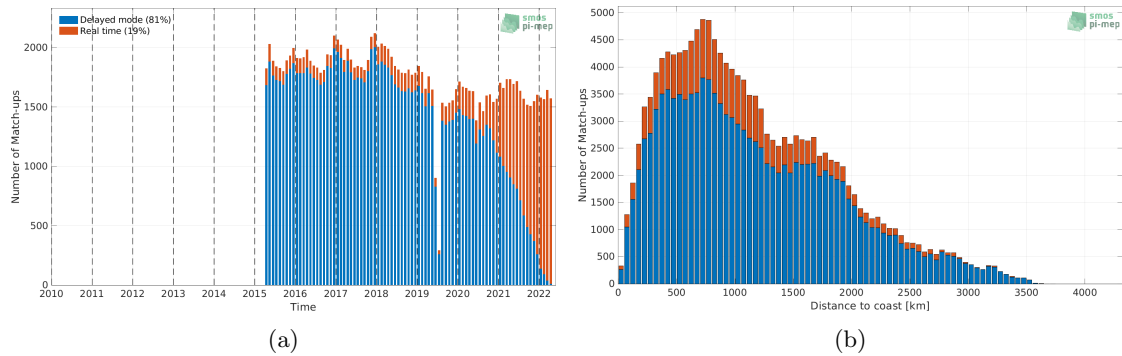 Delayed mode (81%)
Real time (19%)
smos
pi-mep
Number of Match-ups
2000
1500
1000
500
0
2010 2011 2012 2013 2014 2015 2016 2017 2018 2019 2020 2021 2022
Time
(a)
smos
pi-mep
Number of Match-ups
5000
4500
4000
3500
3000
2500
2000
1500
1000
500
0
0 500 1000 1500 2000 2500 3000 3500 4000
Distance to coast [km]
(b)